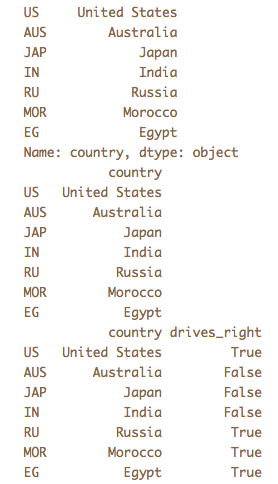 US United States
AUS Australia
JAP Japan
IN India
RU Russia
MOR Morocco
EG Egypt
Name: country, dtype: object
country
US United States
AUS Australia
JAP Japan
IN India
RU Russia
MOR Morocco
EG Egypt
country drives_right
US United States True
AUS Australia False
JAP Japan False
IN India False
RU Russia True
MOR Morocco True
EG Egypt True